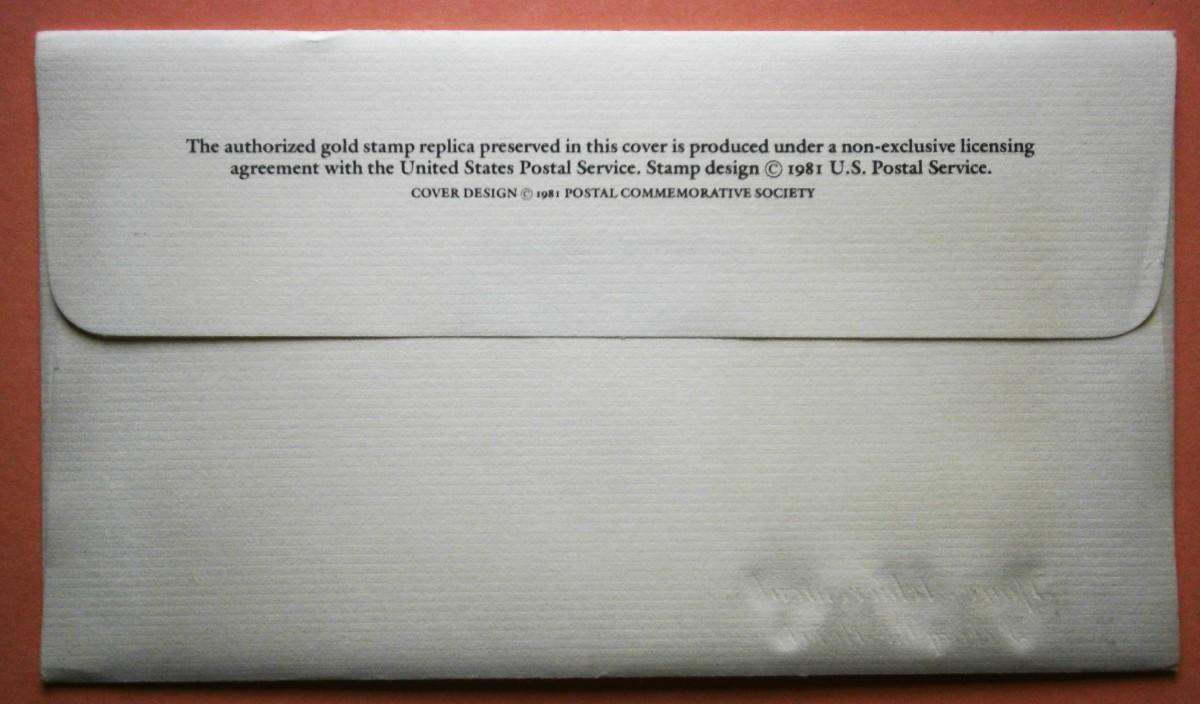 The authorized gold stamp replica preserved in this cover is produced under a non-exclusive licensing
agreement with the United States Postal Service. Stamp design © 1981 U.S. Postal Service.
COVER DESIGN © 1981 POSTAL COMMEMORATIVE SOCIETY